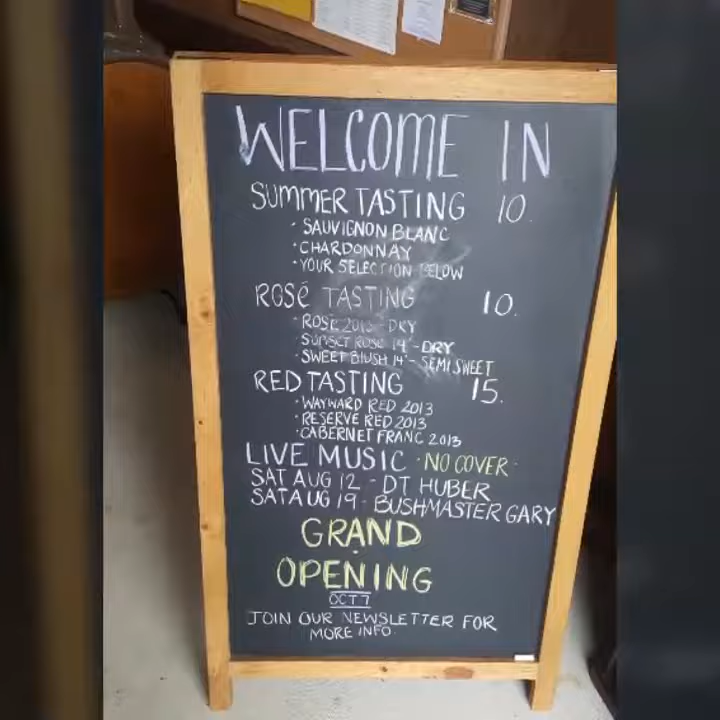 WELCOME IN
SUMMER TASTING 10.
· SAUVIGNON BLANC
· CHARDONNAY
· YOUR SELECTION BELOW
ROSÉ TASTING 10.
· ROSÉ 2013 - DRY
· SUNSET ROSÉ 14' - DRY
· SWEET BLUSH 14' - SEMI SWEET
RED TASTING 15.
· WAYWARD RED 2013
· RESERVE RED 2013
· CABERNET FRANC 2013
LIVE MUSIC · NO COVER ·
SAT AUG 12 - DT HUBER
SAT AUG 19 - BUSHMASTER GARY
GRAND
OPENING
OCT 7
JOIN OUR NEWSLETTER FOR
MORE INFO.